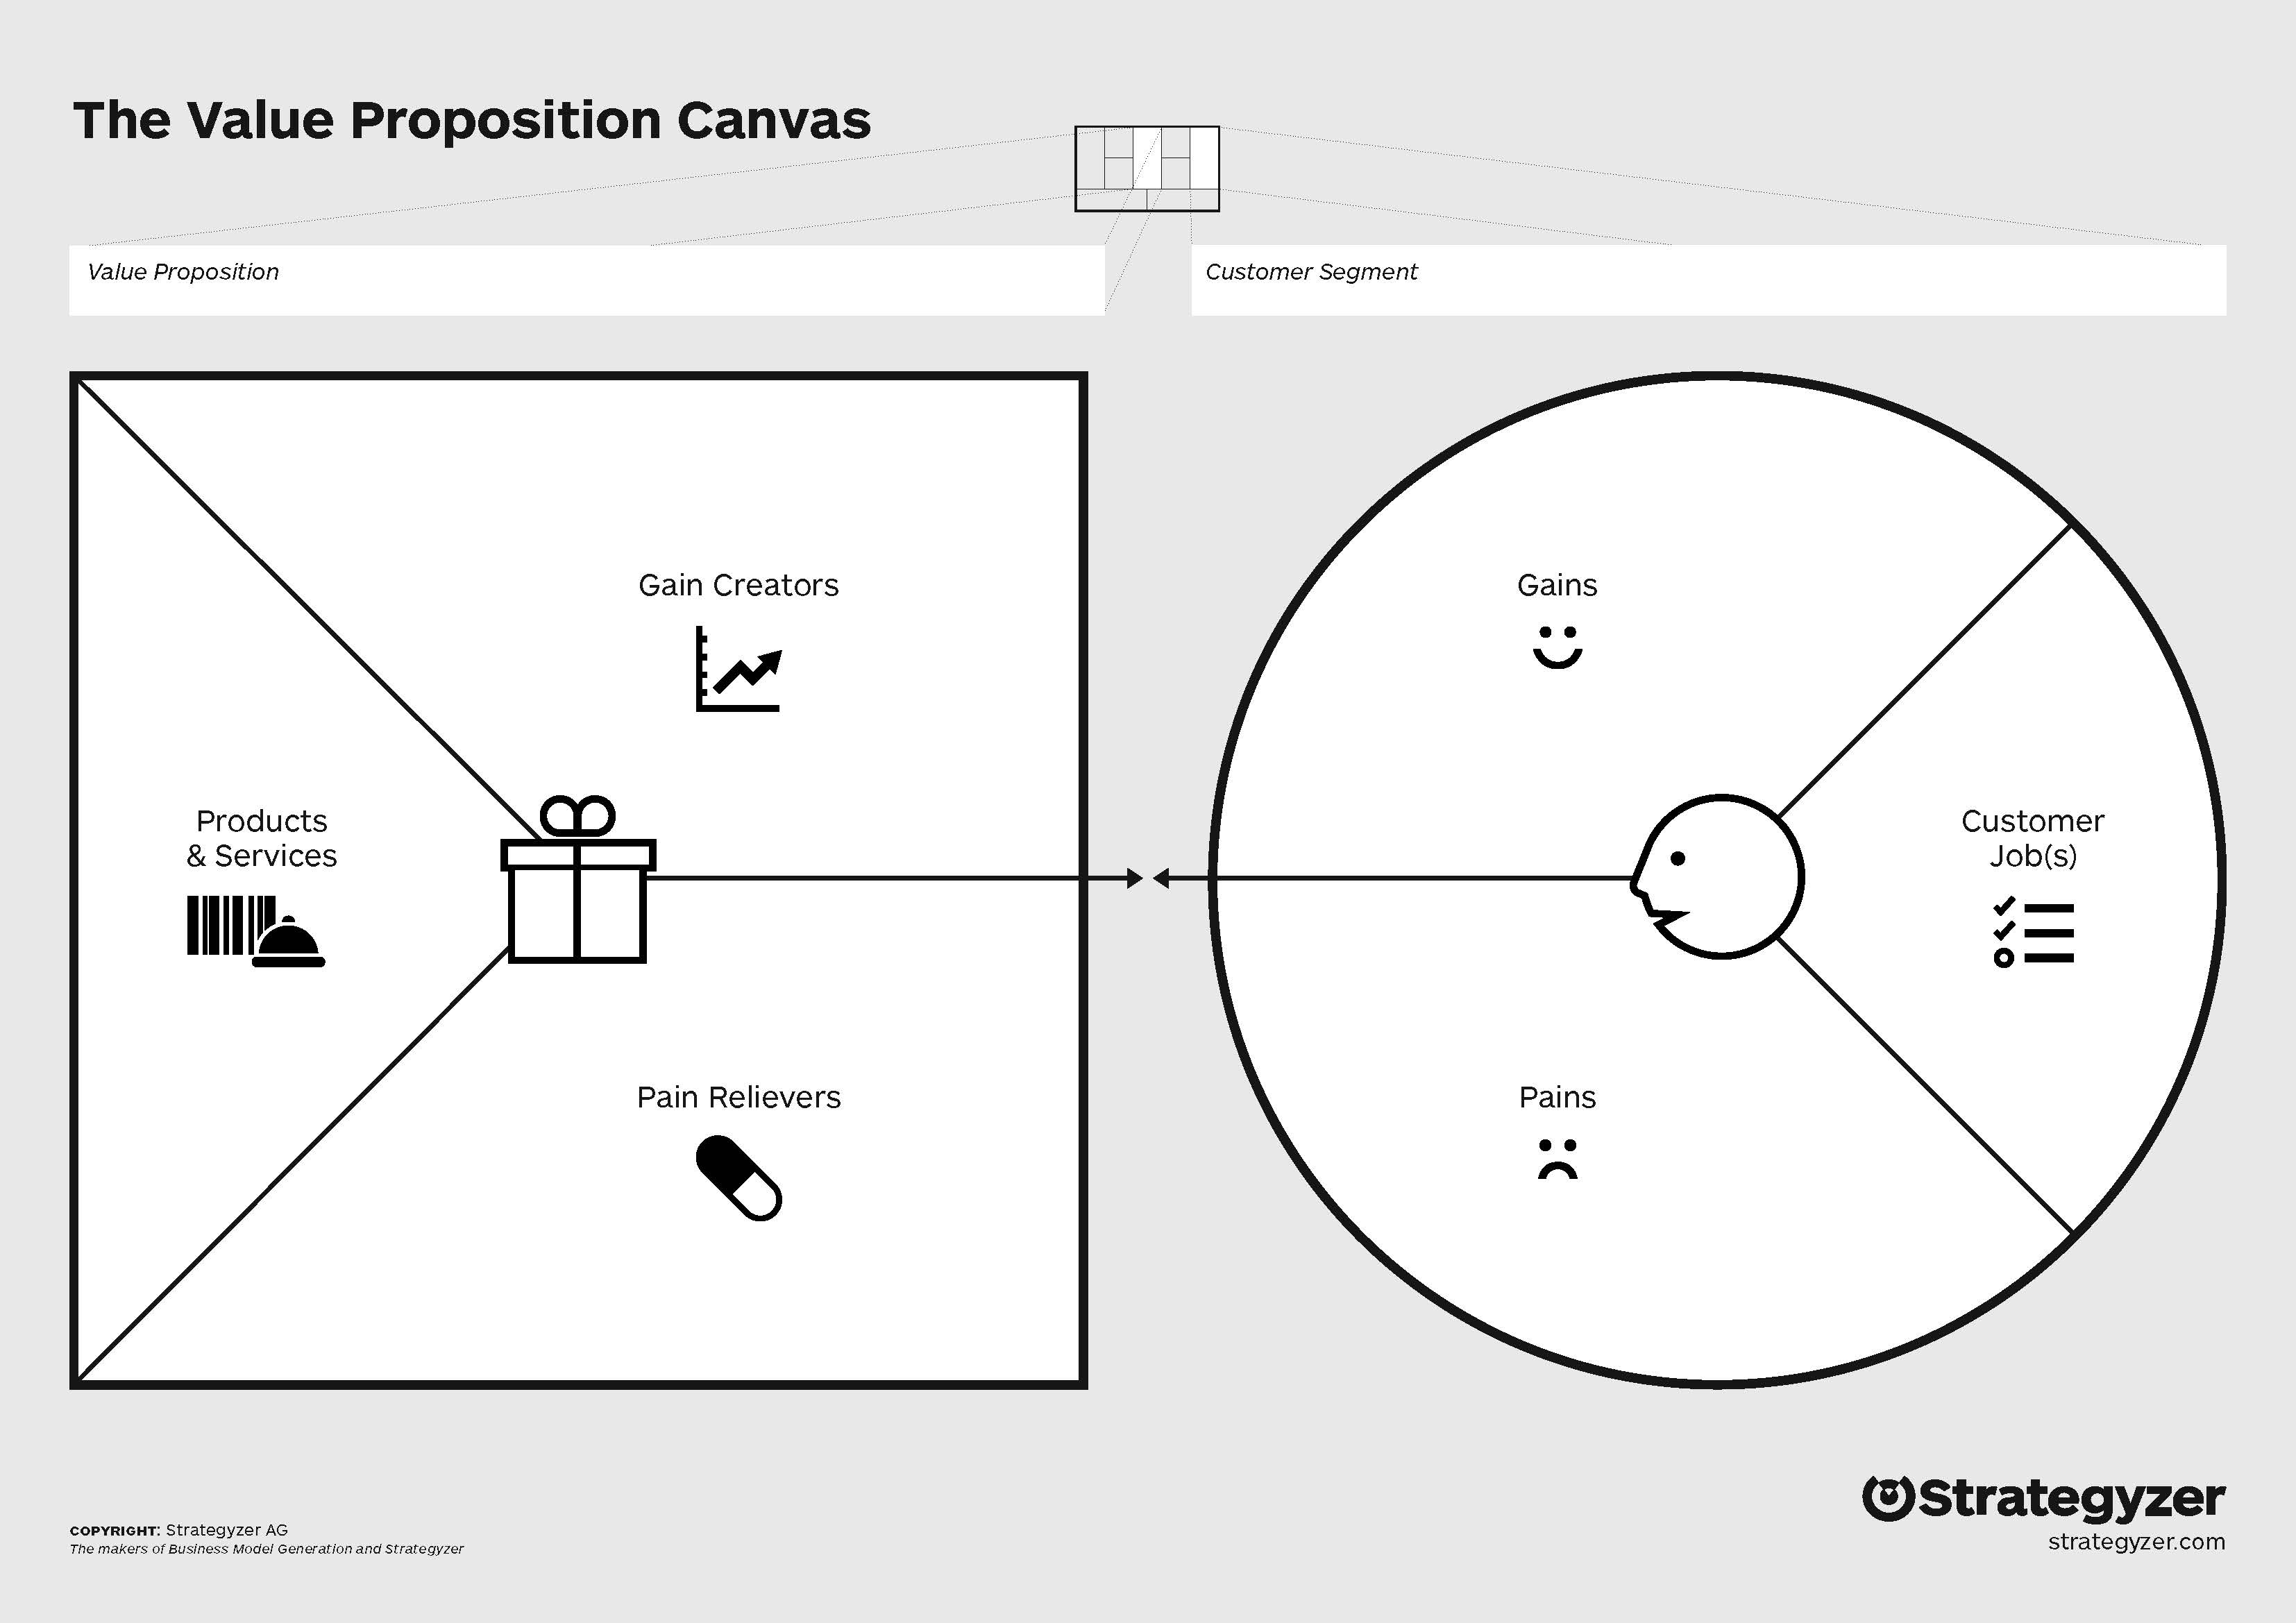 The Value Proposition Canvas
Value Proposition
Customer Segment
Gain Creators
Products
& Services
Pain Relievers
Gains
Customer
Job(s)
Pains
COPYRIGHT: Strategyzer AG
The makers of Business Model Generation and Strategyzer
Strategyzer
strategyzer.com